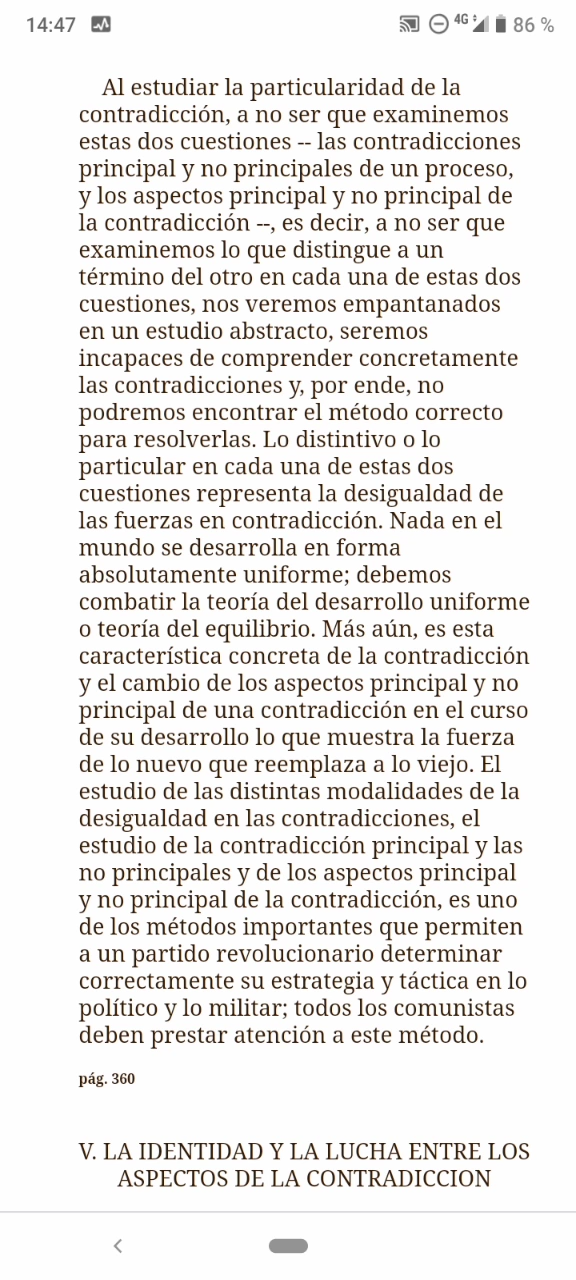 14:47
4G 86 %
Al estudiar la particularidad de la
contradicción, a no ser que examinemos
estas dos cuestiones -- las contradicciones
principal y no principales de un proceso,
y los aspectos principal y no principal de
la contradicción --, es decir, a no ser que
examinemos lo que distingue a un
término del otro en cada una de estas dos
cuestiones, nos veremos empantanados
en un estudio abstracto, seremos
incapaces de comprender concretamente
las contradicciones y, por ende, no
podremos encontrar el método correcto
para resolverlas. Lo distintivo o lo
particular en cada una de estas dos
cuestiones representa la desigualdad de
las fuerzas en contradicción. Nada en el
mundo se desarrolla en forma
absolutamente uniforme; debemos
combatir la teoría del desarrollo uniforme
o teoría del equilibrio. Más aún, es esta
característica concreta de la contradicción
y el cambio de los aspectos principal y no
principal de una contradicción en el curso
de su desarrollo lo que muestra la fuerza
de lo nuevo que reemplaza a lo viejo. El
estudio de las distintas modalidades de la
desigualdad en las contradicciones, el
estudio de la contradicción principal y las
no principales y de los aspectos principal
y no principal de la contradicción, es uno
de los métodos importantes que permiten
a un partido revolucionario determinar
correctamente su estrategia y táctica en lo
político y lo militar; todos los comunistas
deben prestar atención a este método.
pág. 360
V. LA IDENTIDAD Y LA LUCHA ENTRE LOS
ASPECTOS DE LA CONTRADICCION